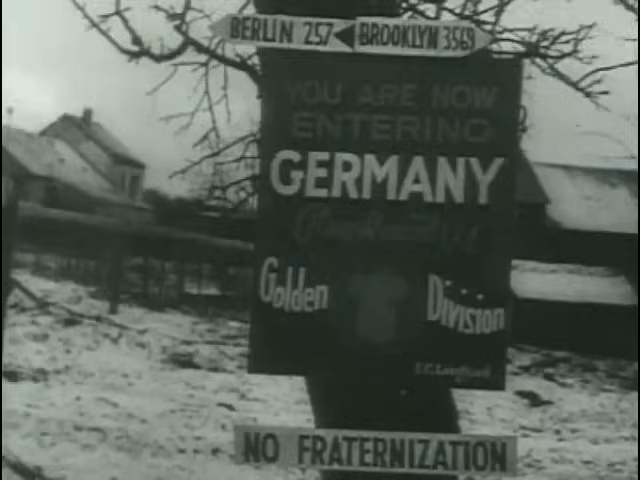 BERLIN 257 BROOKLYN 3569
YOU ARE NOW
ENTERING
GERMANY
Golden Division
NO FRATERNIZATION